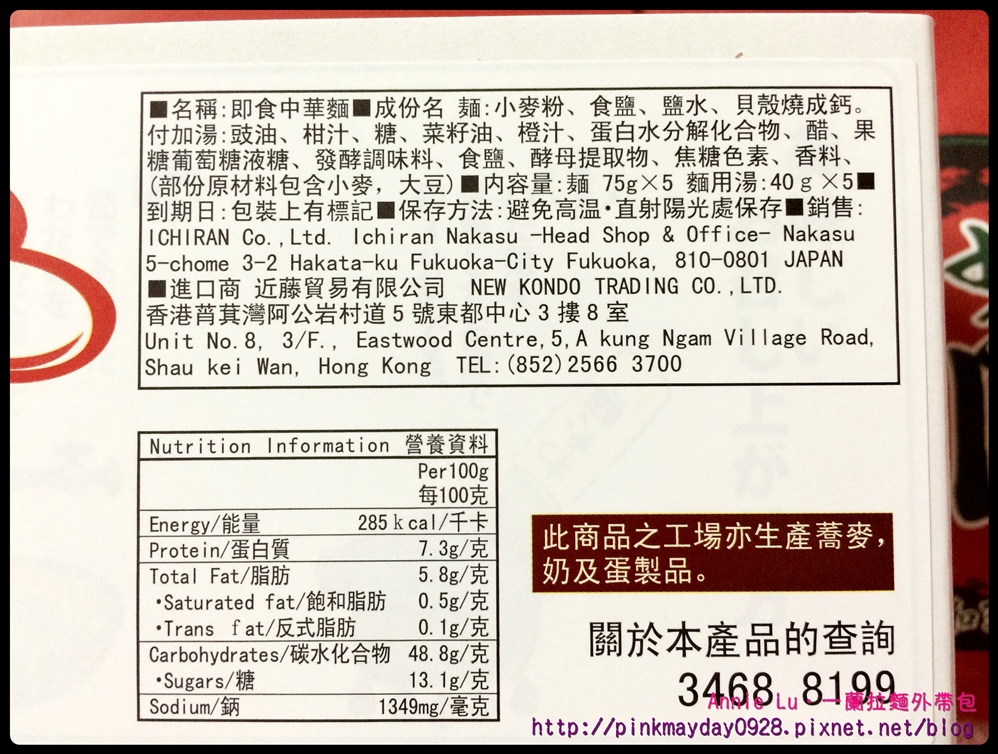 ■名稱:即食中華麵■成份名 麵:小麥粉、食鹽、鹽水、貝殼燒成鈣。
付加湯:豉油、柑汁、糖、菜籽油、橙汁、蛋白水分解化合物、醋、果
糖葡萄糖液糖、發酵調味料、食鹽、酵母提取物、焦糖色素、香料、
(部份原材料包含小麥，大豆)■内容量:麵 75g×5 麵用湯:40g×5■
到期日:包裝上有標記■保存方法:避免高温・直射陽光處保存■銷售:
ICHIRAN Co.,Ltd. Ichiran Nakasu -Head Shop & Office- Nakasu
5-chome 3-2 Hakata-ku Fukuoka-City Fukuoka, 810-0801 JAPAN
■進口商 近藤貿易有限公司 NEW KONDO TRADING CO.,LTD.
香港筲萁灣阿公岩村道5號東都中心3摟8室
Unit No.8, 3/F., Eastwood Centre,5,A kung Ngam Village Road,
Shau kei Wan, Hong Kong TEL:(852)2566 3700
Nutrition Information 營養資料
Per100g
每100克
Energy/能量 285kcal/千卡
Protein/蛋白質 7.3g/克
Total Fat/脂肪 5.8g/克
・Saturated fat/飽和脂肪 0.5g/克
・Trans fat/反式脂肪 0.1g/克
Carbohydrates/碳水化合物 48.8g/克
・Sugars/糖 13.1g/克
Sodium/鈉 1349mg/毫克
此商品之工場亦生產蕎麥，
奶及蛋製品。
關於本產品的查詢
3468 8199
Annie Lu・一蘭拉麵外帶包
http://pinkmayday0928.pixnet.net/blog